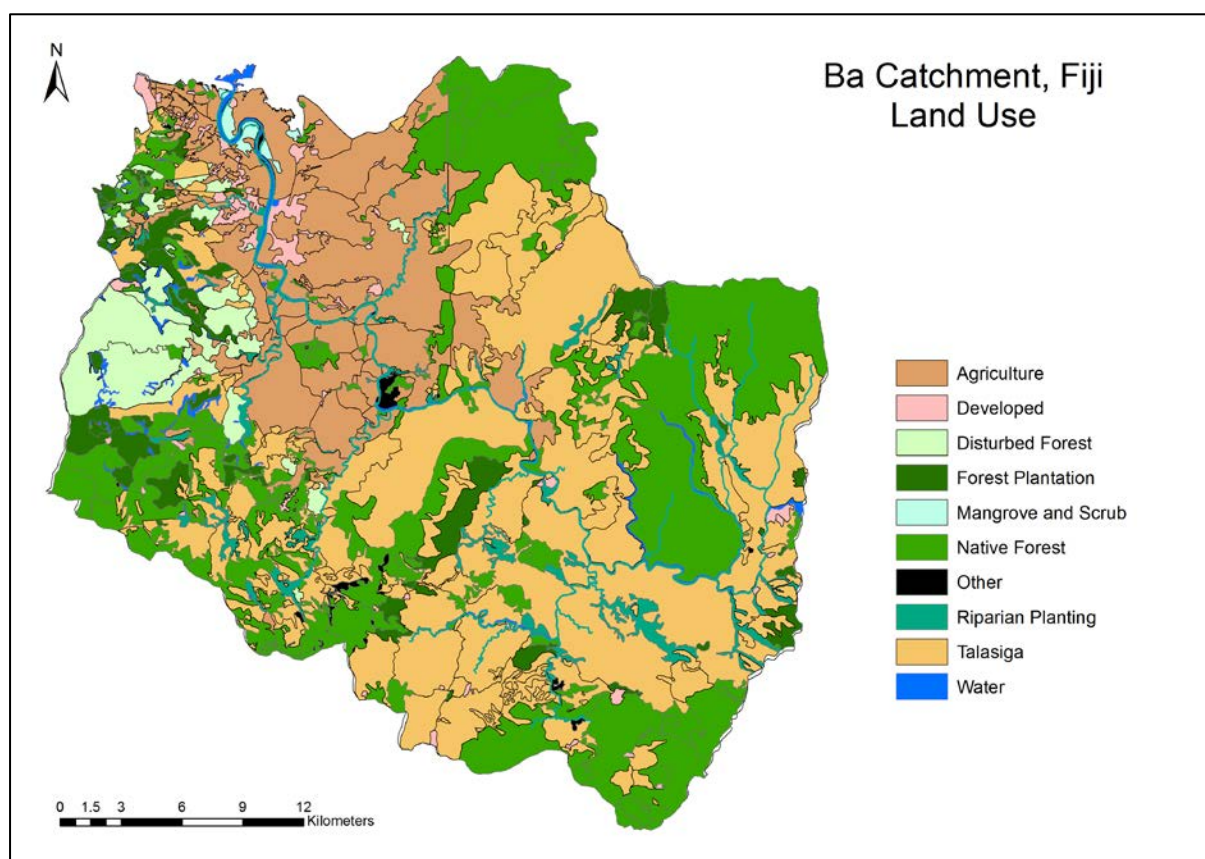 N
Ba Catchment, Fiji
Land Use
Agriculture
Developed
Disturbed Forest
Forest Plantation
Mangrove and Scrub
Native Forest
Other
Riparian Planting
Talasiga
Water
0 1.5 3 6 9 12
Kilometers